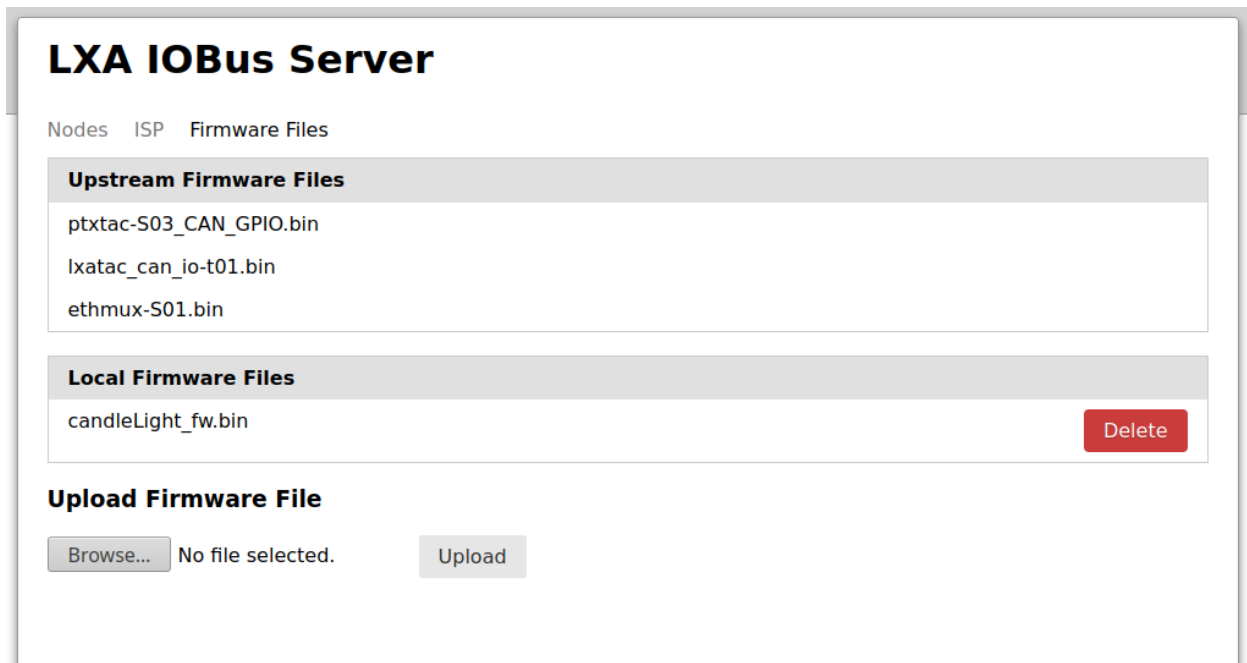 LXA IOBus Server
Nodes ISP Firmware Files
Upstream Firmware Files
ptxtac-S03_CAN_GPIO.bin
lxatac_can_io-t01.bin
ethmux-S01.bin
Local Firmware Files
candleLight_fw.bin
Delete
Upload Firmware File
Browse... No file selected. Upload